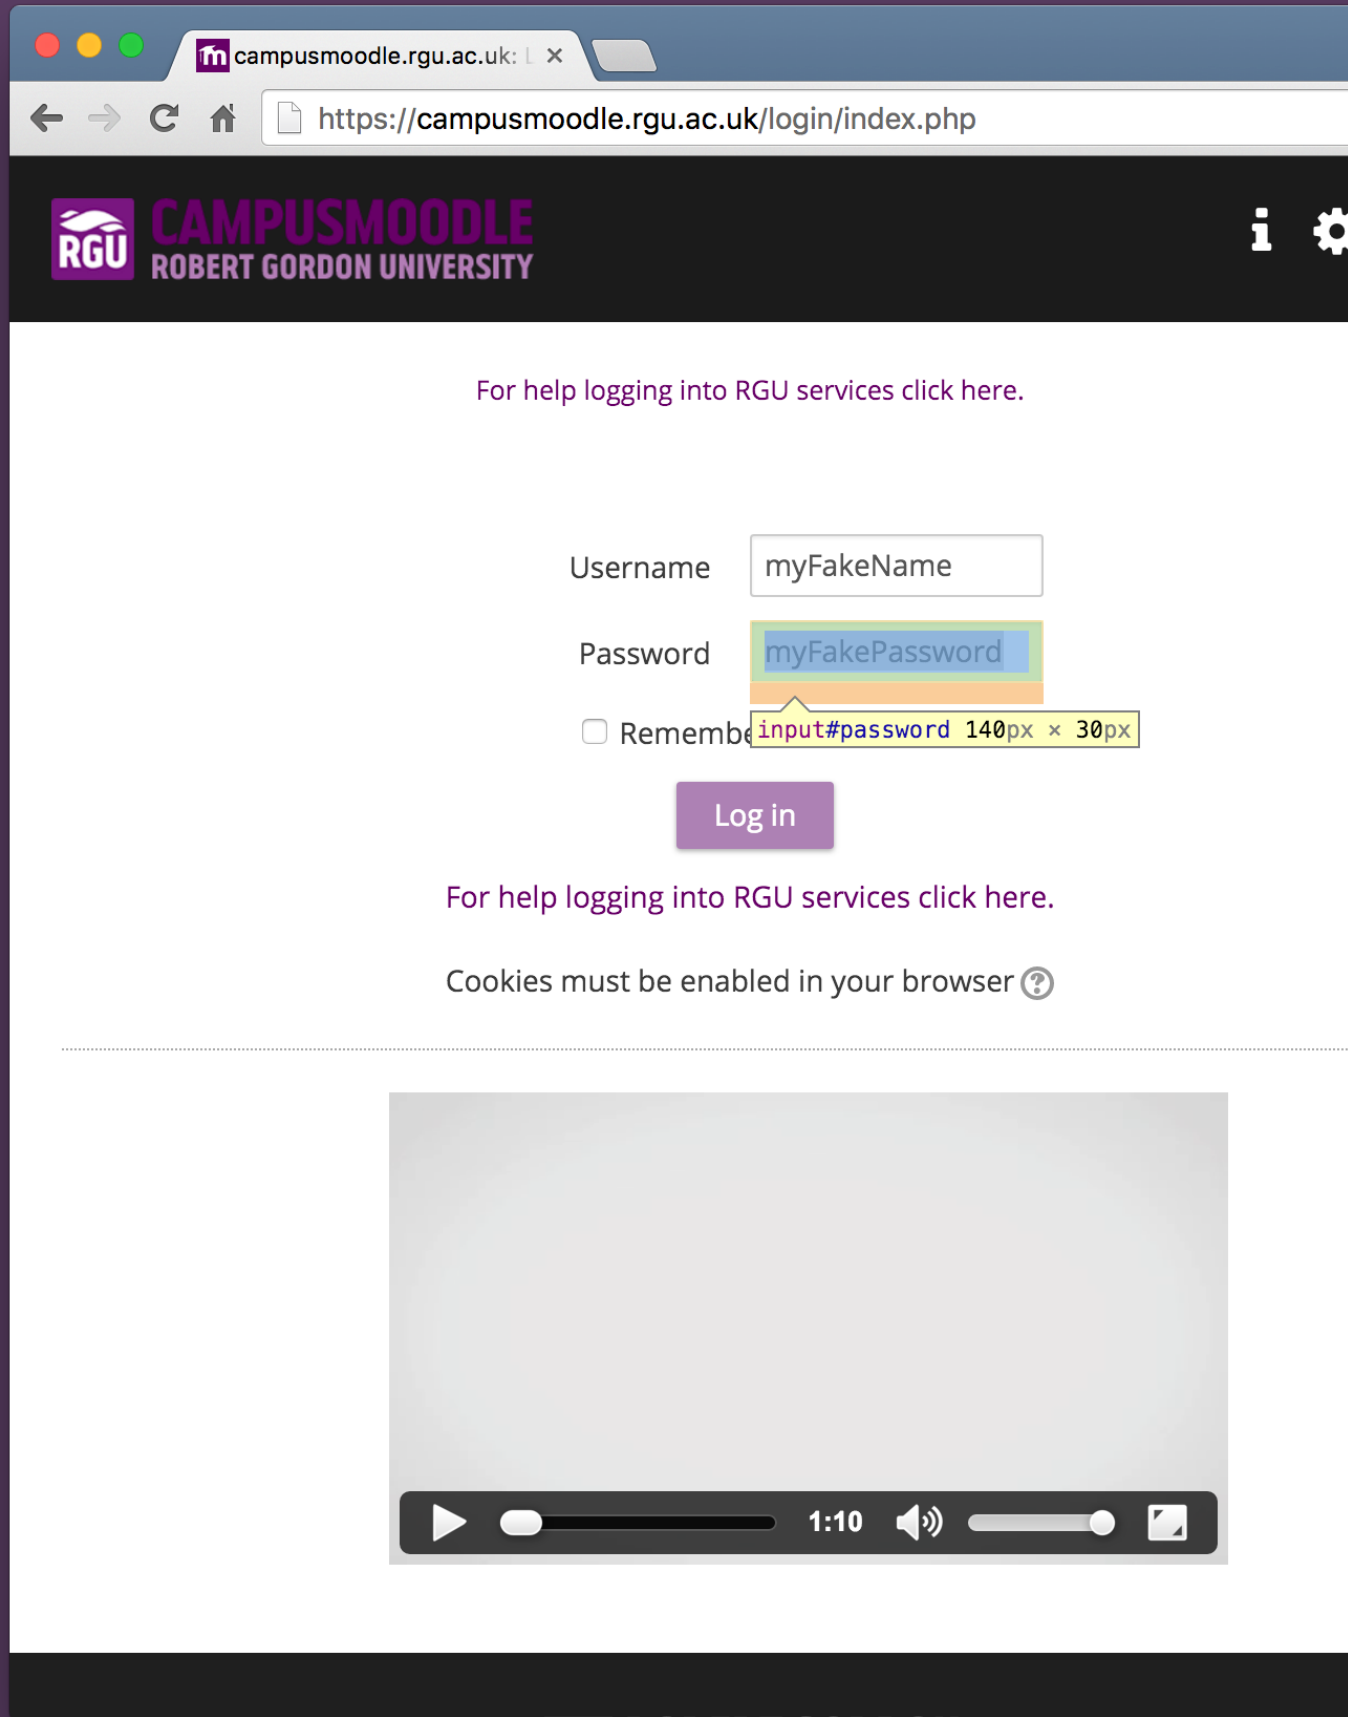 campusmoodle.rgu.ac.uk: L
https://campusmoodle.rgu.ac.uk/login/index.php
RGU
CAMPUSMOODLE
ROBERT GORDON UNIVERSITY
For help logging into RGU services click here.
Username myFakeName
Password myFakePassword
Remembe
input#password 140px × 30px
Log in
For help logging into RGU services click here.
Cookies must be enabled in your browser
1:10